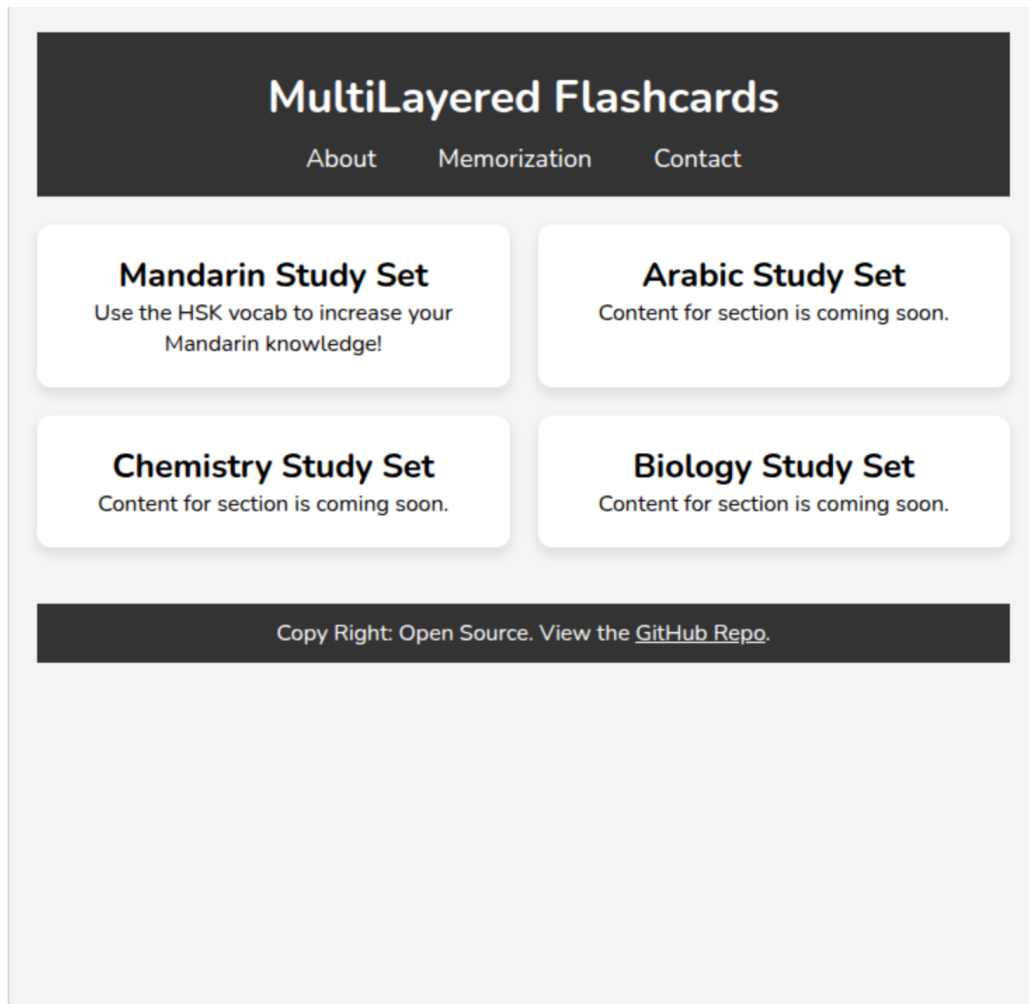 MultiLayered Flashcards
About Memorization Contact
Mandarin Study Set
Use the HSK vocab to increase your
Mandarin knowledge!
Arabic Study Set
Content for section is coming soon.
Chemistry Study Set
Content for section is coming soon.
Biology Study Set
Content for section is coming soon.
Copy Right: Open Source. View the GitHub Repo.